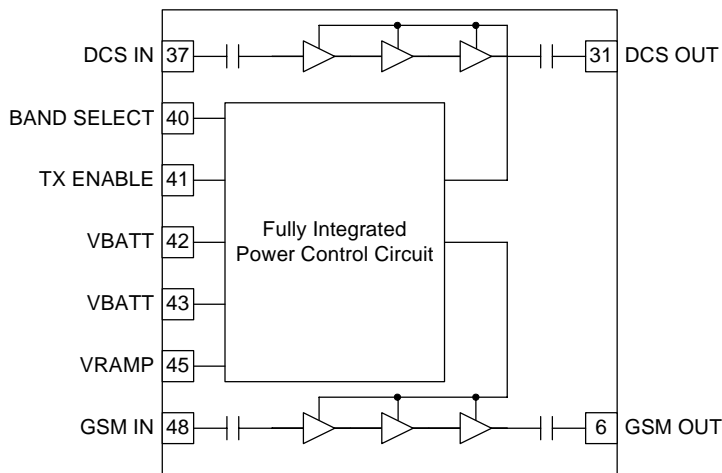 DCS IN 37 31 DCS OUT
BAND SELECT 40
TX ENABLE 41
VBATT 42
Fully Integrated
Power Control Circuit
VBATT 43
VRAMP 45
GSM IN 48 6 GSM OUT